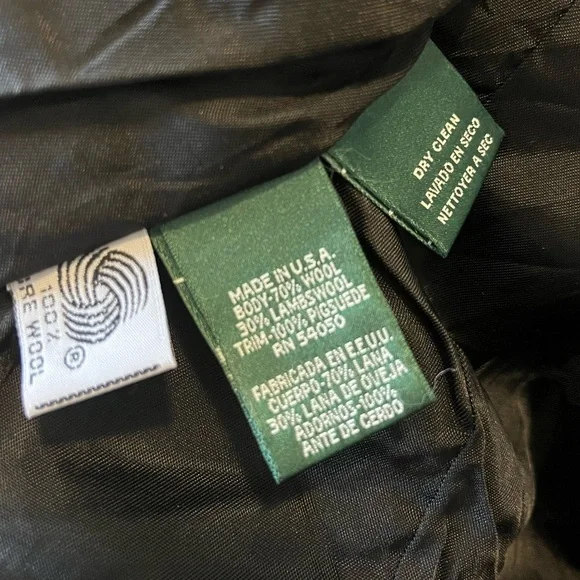 DRY CLEAN
LAVADO EN SECO
NETTOYER A SEC
MADE IN U.S.A.
BODY-70% WOOL
30% LAMBSWOOL
TRIM-100% PIGSUEDE
RN 54050
FABRICADA EN E.E.U.U.
CUERPO-70% LANA
30% LANA DE OVEJA
ADORNOS-100%
ANTE DE CERDO
®
100%
WOOL